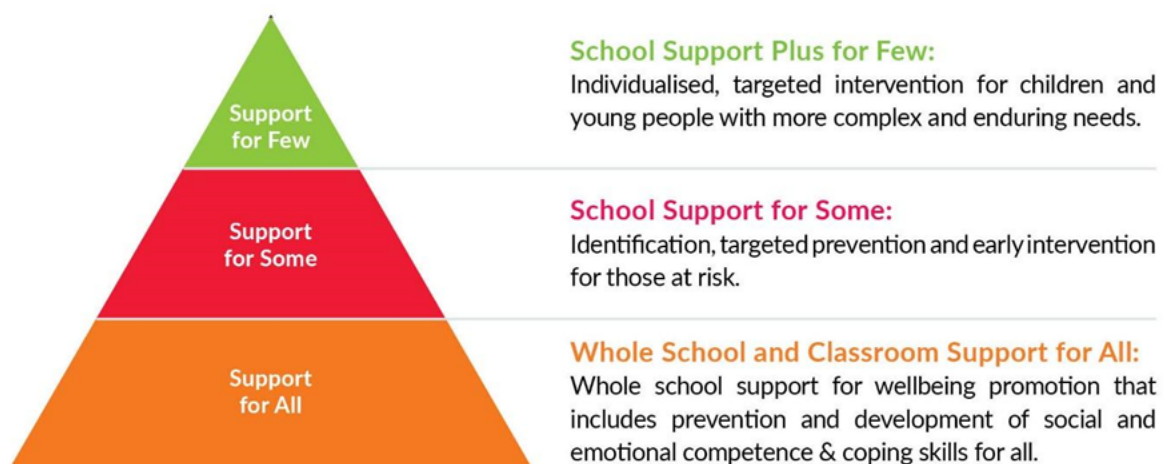 Support
for Few
School Support Plus for Few:
Individualised, targeted intervention for children and
young people with more complex and enduring needs.
Support
for Some
School Support for Some:
Identification, targeted prevention and early intervention
for those at risk.
Support
for All
Whole School and Classroom Support for All:
Whole school support for wellbeing promotion that
includes prevention and development of social and
emotional competence & coping skills for all.